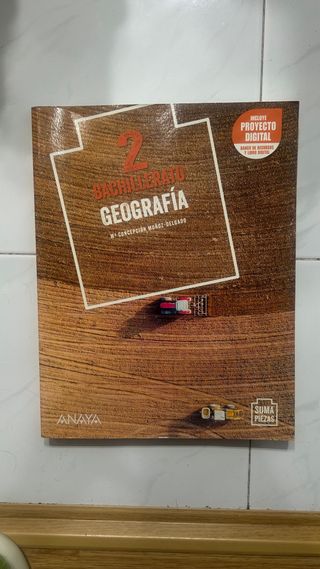 INCLUYE
PROYECTO
DIGITAL
BANCO DE RECURSOS
Y LIBRO DIGITAL
2
BACHILLERATO
GEOGRAFÍA
Mª CONCEPCIÓN MUÑOZ-DELGADO
ANAYA
SUMA
PIEZAS